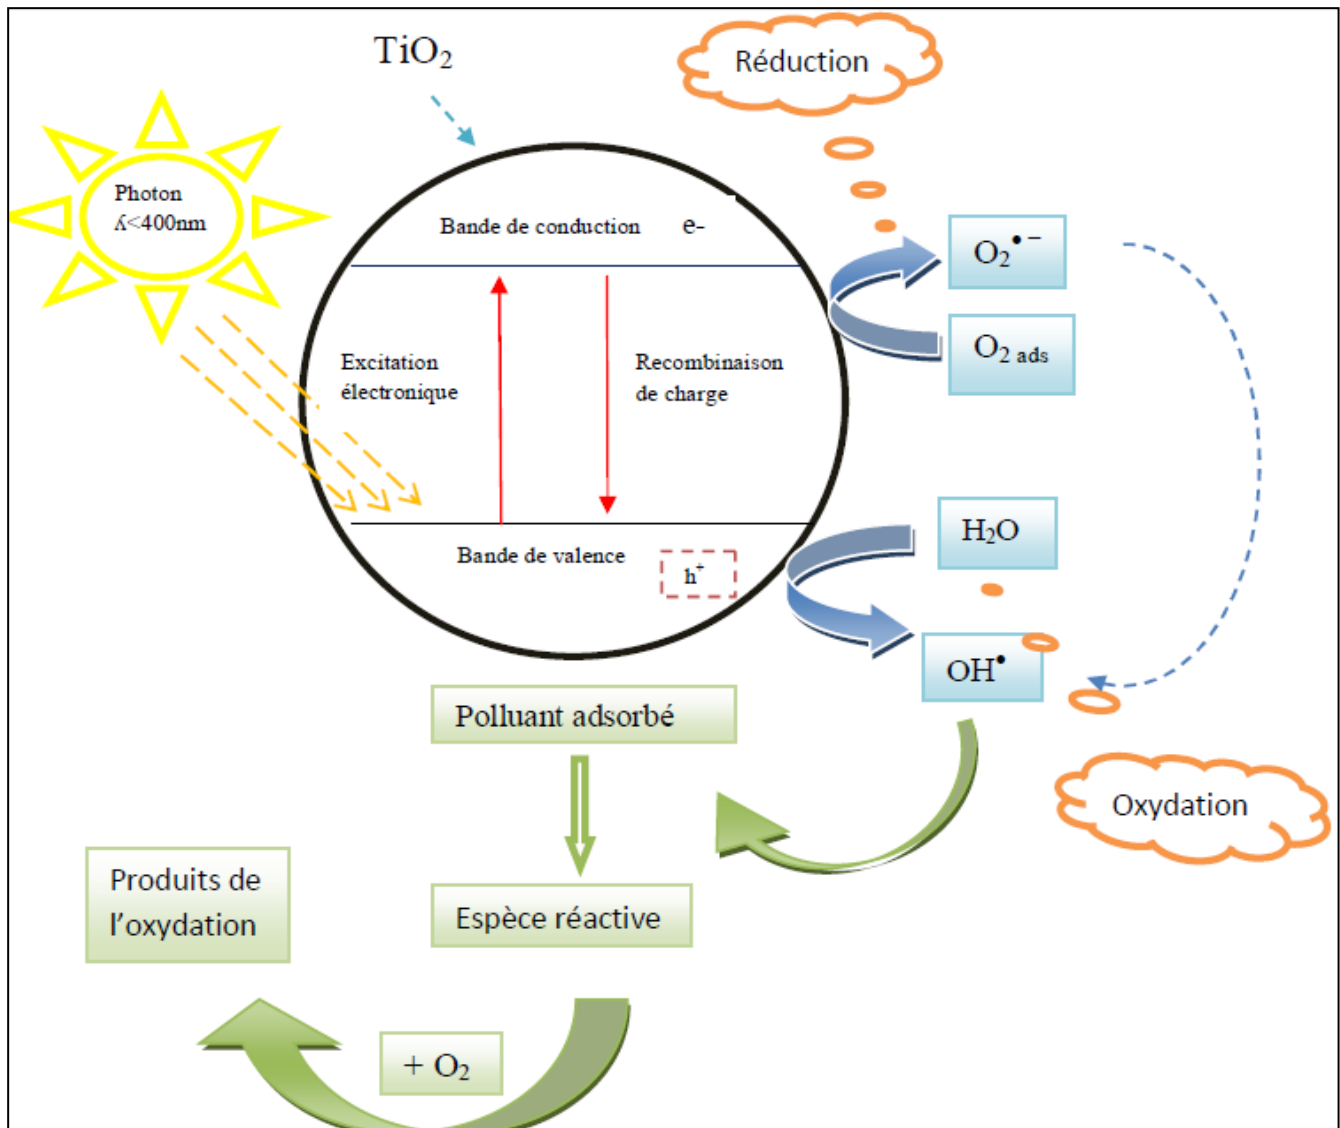 TiO₂
Réduction
Photon
ʎ<400nm
Bande de conduction e-
O₂•⁻
O₂ ads
Excitation
électronique
Recombinaison
de charge
H₂O
Bande de valence
h⁺
OH•
Polluant adsorbé
Oxydation
Produits de
l'oxydation
Espèce réactive
+ O₂